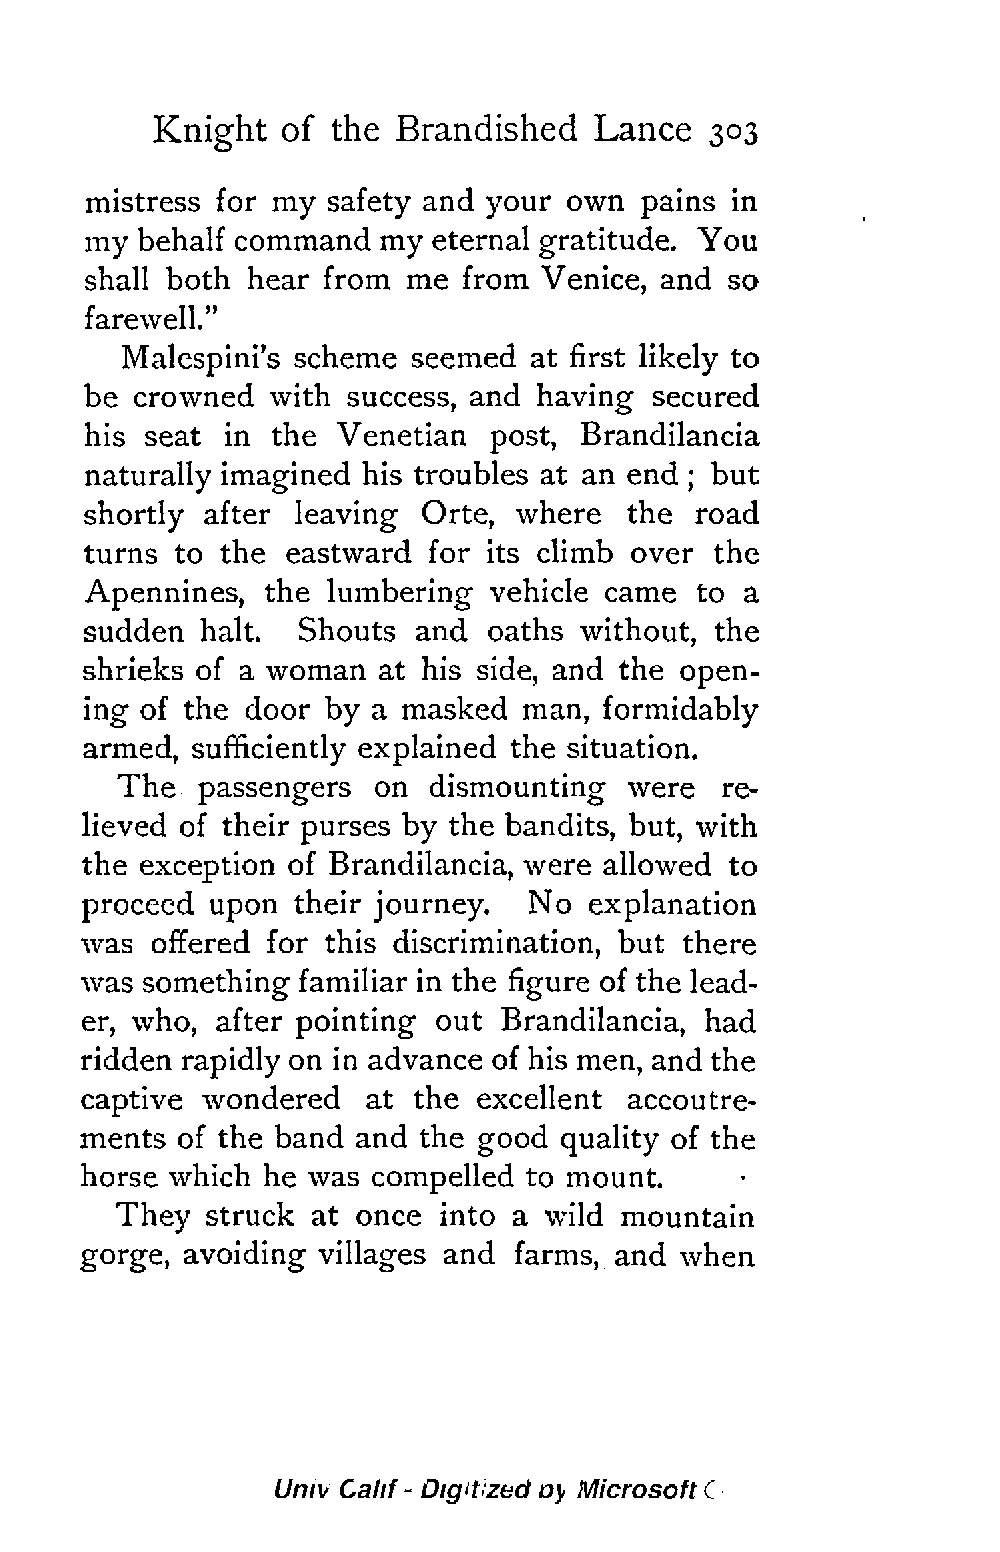 Knight of the Brandished Lance 303
mistress for my safety and your own pains in
my behalf command my eternal gratitude. You
shall both hear from me from Venice, and so
farewell."
Malespini's scheme seemed at first likely to
be crowned with success, and having secured
his seat in the Venetian post, Brandilancia
naturally imagined his troubles at an end ; but
shortly after leaving Orte, where the road
turns to the eastward for its climb over the
Apennines, the lumbering vehicle came to a
sudden halt. Shouts and oaths without, the
shrieks of a woman at his side, and the open-
ing of the door by a masked man, formidably
armed, sufficiently explained the situation.
The passengers on dismounting were re-
lieved of their purses by the bandits, but, with
the exception of Brandilancia, were allowed to
proceed upon their journey. No explanation
was offered for this discrimination, but there
was something familiar in the figure of the lead-
er, who, after pointing out Brandilancia, had
ridden rapidly on in advance of his men, and the
captive wondered at the excellent accoutre-
ments of the band and the good quality of the
horse which he was compelled to mount.
They struck at once into a wild mountain
gorge, avoiding villages and farms, and when
Univ Calif - Digitized by Microsoft